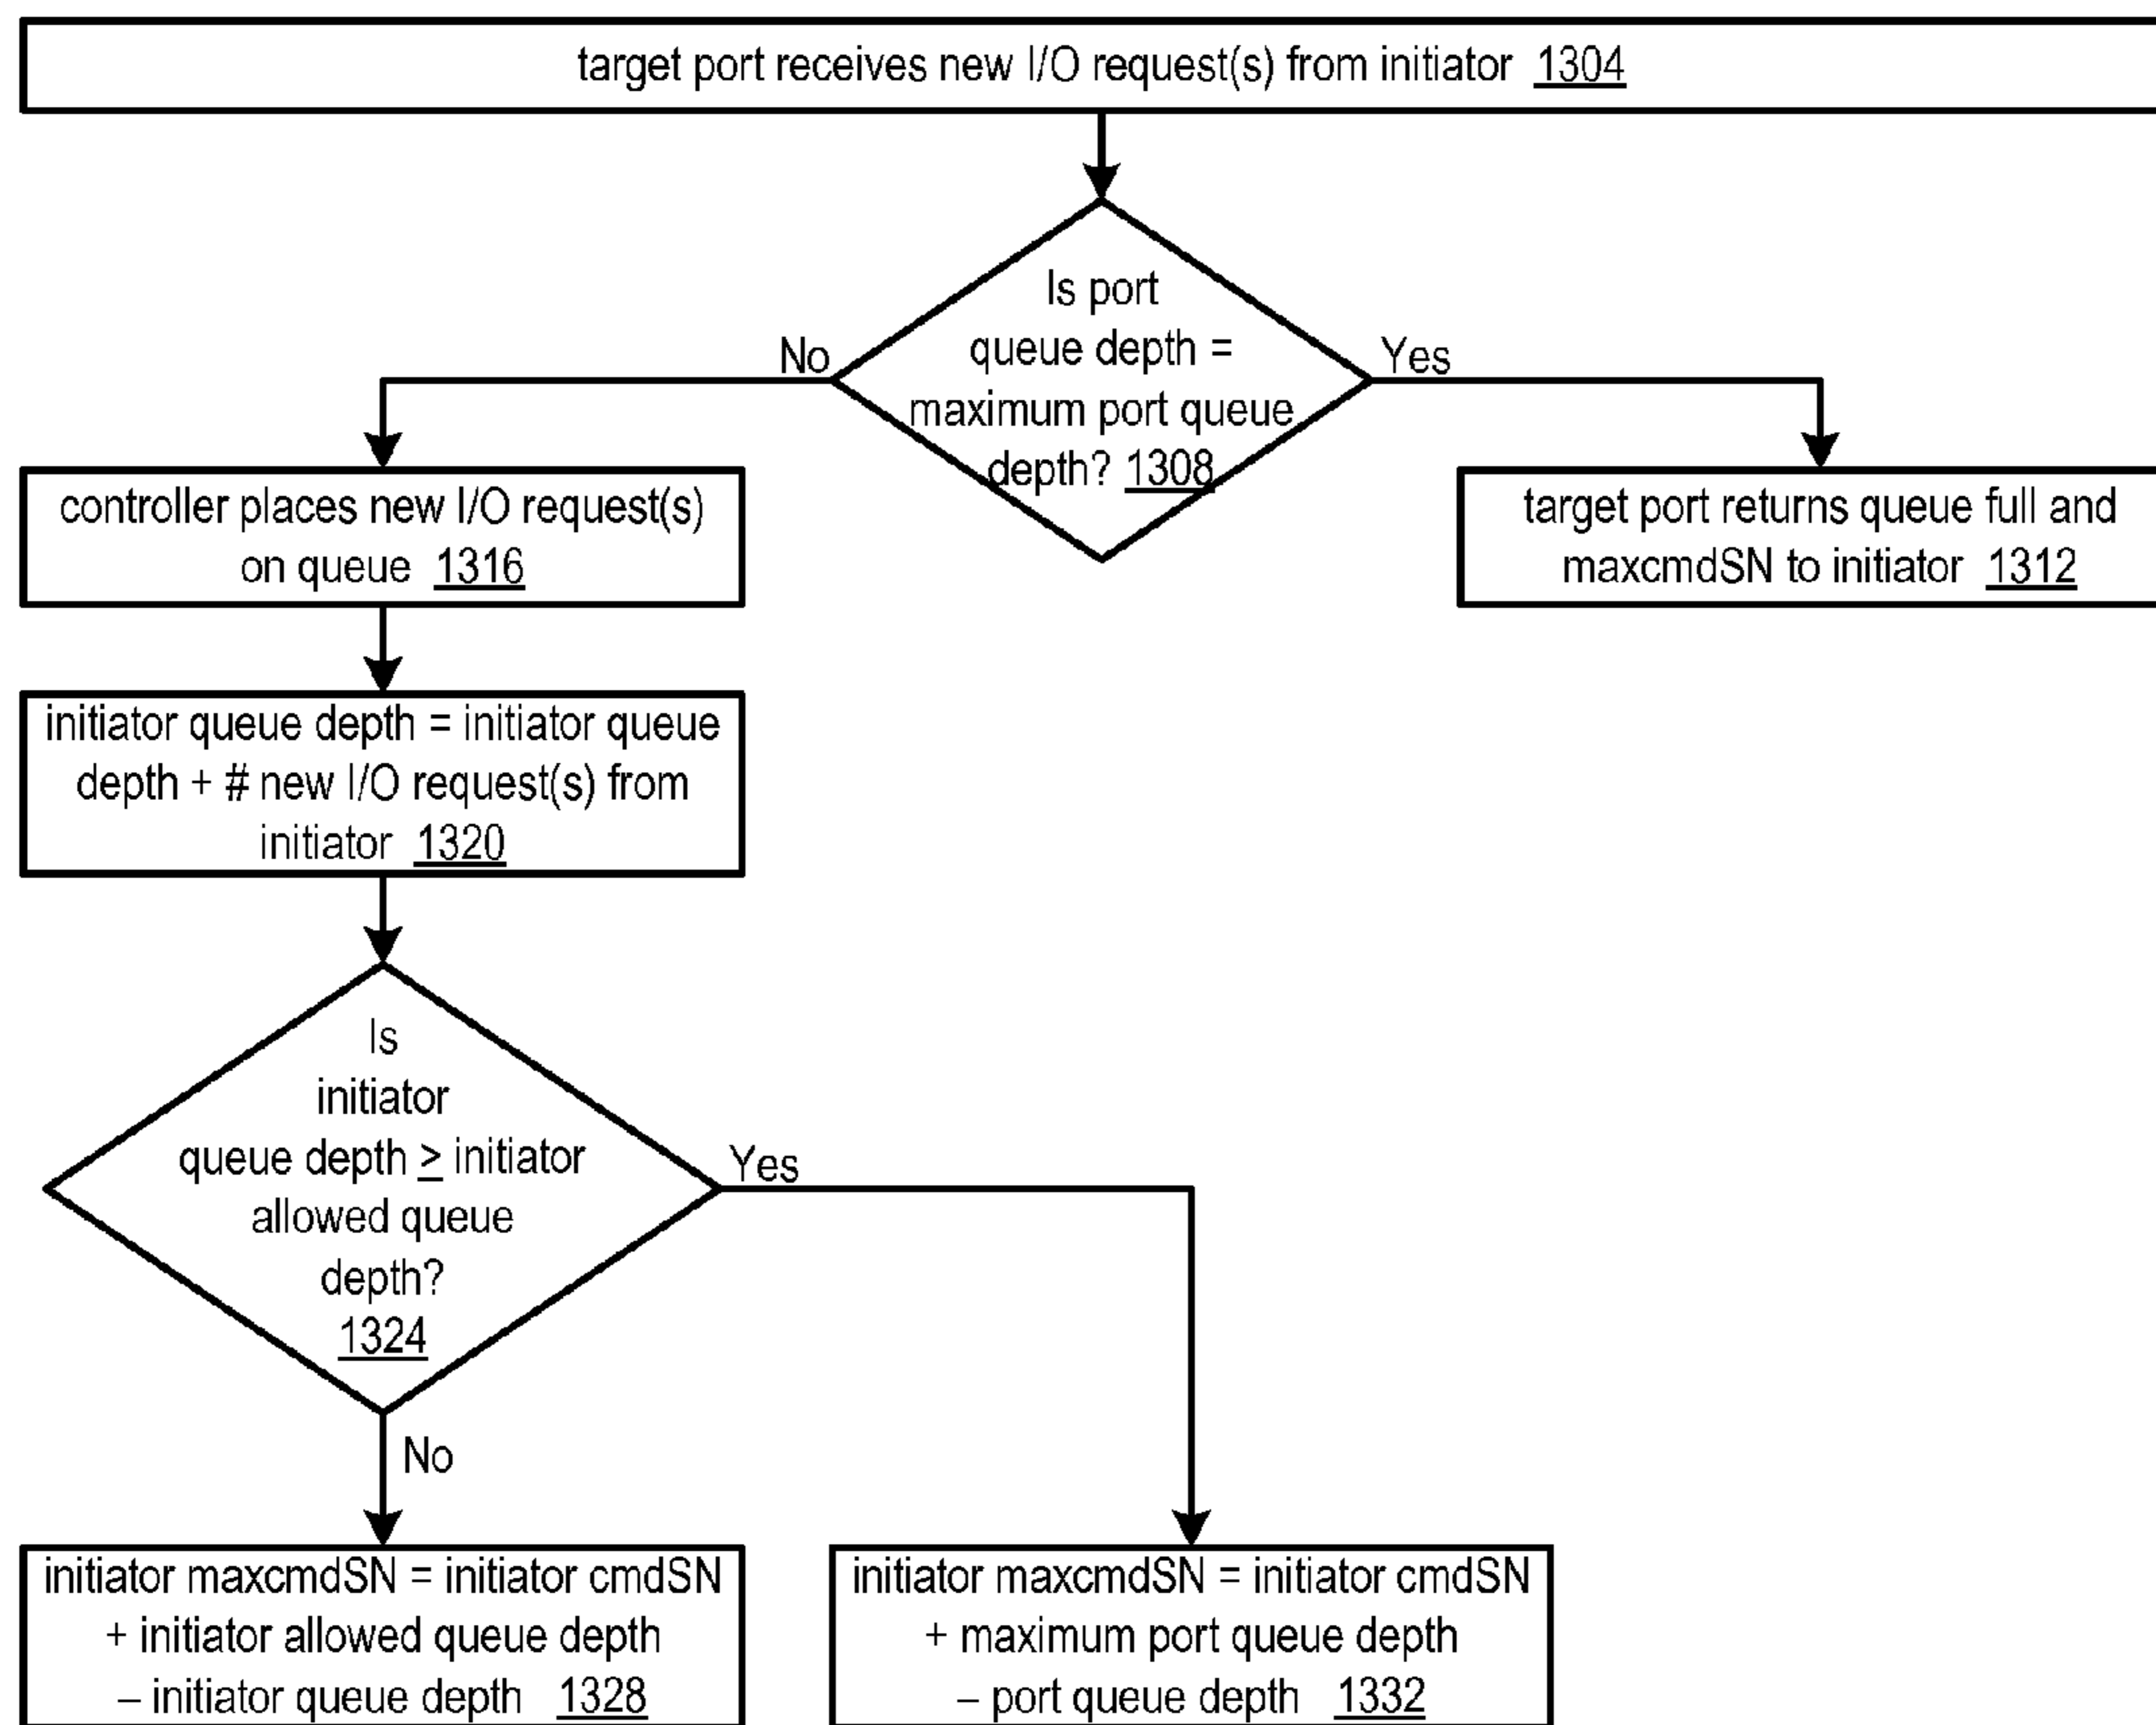 target port receives new I/O request(s) from initiator 1304
Is port
queue depth =
maximum port queue
depth? 1308
No
Yes
controller places new I/O request(s)
on queue 1316
target port returns queue full and
maxcmdSN to initiator 1312
initiator queue depth = initiator queue
depth + # new I/O request(s) from
initiator 1320
Is
initiator
queue depth ≥ initiator
allowed queue
depth?
1324
Yes
No
initiator maxcmdSN = initiator cmdSN
+ initiator allowed queue depth
– initiator queue depth 1328
initiator maxcmdSN = initiator cmdSN
+ maximum port queue depth
– port queue depth 1332